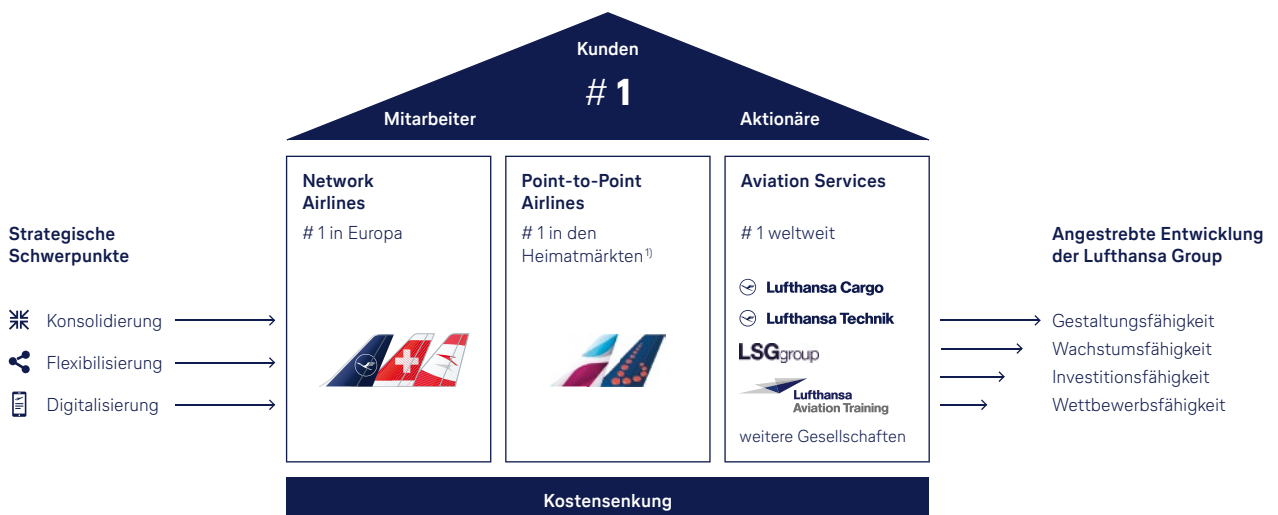 Kunden
# 1
Mitarbeiter
Aktionäre
Strategische
Schwerpunkte
Konsolidierung
Flexibilisierung
Digitalisierung
Network
Airlines
# 1 in Europa
Point-to-Point
Airlines
# 1 in den
Heimatmärkten 1)
Aviation Services
# 1 weltweit
Lufthansa Cargo
Lufthansa Technik
LSGgroup
Lufthansa
Aviation Training
weitere Gesellschaften
Angestrebte Entwicklung
der Lufthansa Group
Gestaltungsfähigkeit
Wachstumsfähigkeit
Investitionsfähigkeit
Wettbewerbsfähigkeit
Kostensenkung